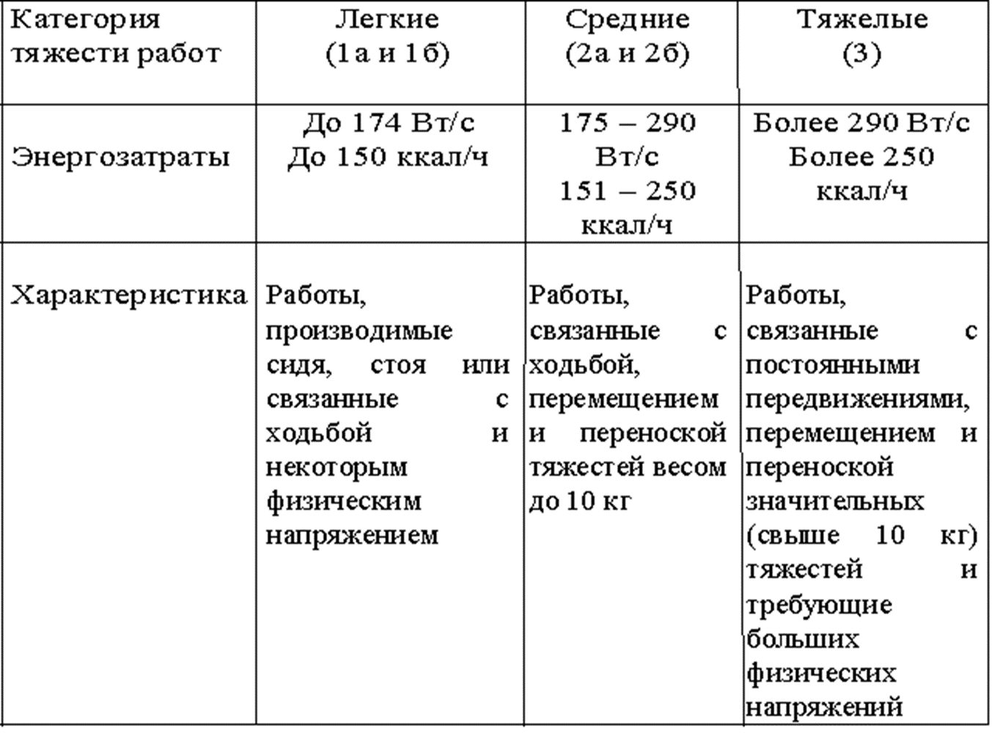 Категория
тяжести работ
Легкие
(1а и 1б)
Средние
(2а и 2б)
Тяжелые
(3)
Энергозатраты
До 174 Вт/с
До 150 ккал/ч
175 – 290
Вт/с
151 – 250
ккал/ч
Более 290 Вт/с
Более 250
ккал/ч
Характеристика
Работы,
производимые
сидя, стоя или
связанные с
ходьбой и
некоторым
физическим
напряжением
Работы,
связанные с
ходьбой,
перемещением
и переноской
тяжестей весом
до 10 кг
Работы,
связанные с
постоянными
передвижениями,
перемещением и
переноской
значительных
(свыше 10 кг)
тяжестей и
требующие
больших
физических
напряжений